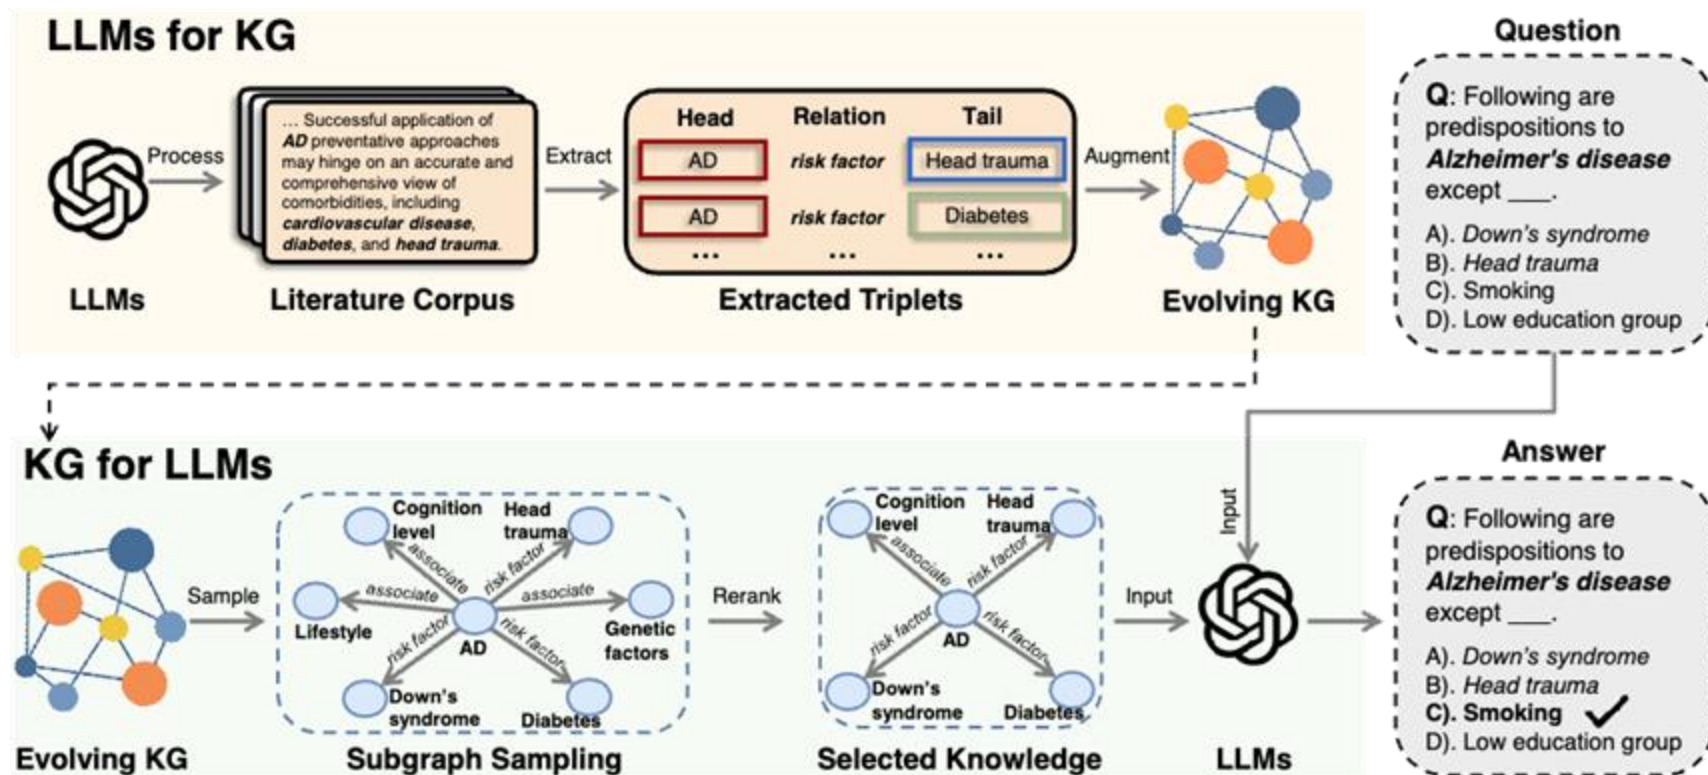 LLMs for KG
Process
LLMs
... Successful application of
AD preventative approaches
may hinge on an accurate and
comprehensive view of
comorbidities, including
cardiovascular disease,
diabetes, and head trauma.
Literature Corpus
Extract
Head Relation Tail
AD risk factor Head trauma
AD risk factor Diabetes
... ... ...
Extracted Triplets
Augment
Evolving KG
Question
Q: Following are
predispositions to
Alzheimer's disease
except ___.
A). Down's syndrome
B). Head trauma
C). Smoking
D). Low education group
KG for LLMs
Evolving KG
Sample
Cognition
level
Head
trauma
associate
risk factor
associate
associate
Lifestyle
AD
Genetic
factors
risk factor
risk factor
Down's
syndrome
Diabetes
Subgraph Sampling
Rerank
Cognition
level
Head
trauma
associate
risk factor
AD
risk factor
risk factor
Down's
syndrome
Diabetes
Selected Knowledge
Input
Input
LLMs
Answer
Q: Following are
predispositions to
Alzheimer's disease
except ___.
A). Down's syndrome
B). Head trauma
C). Smoking ✓
D). Low education group